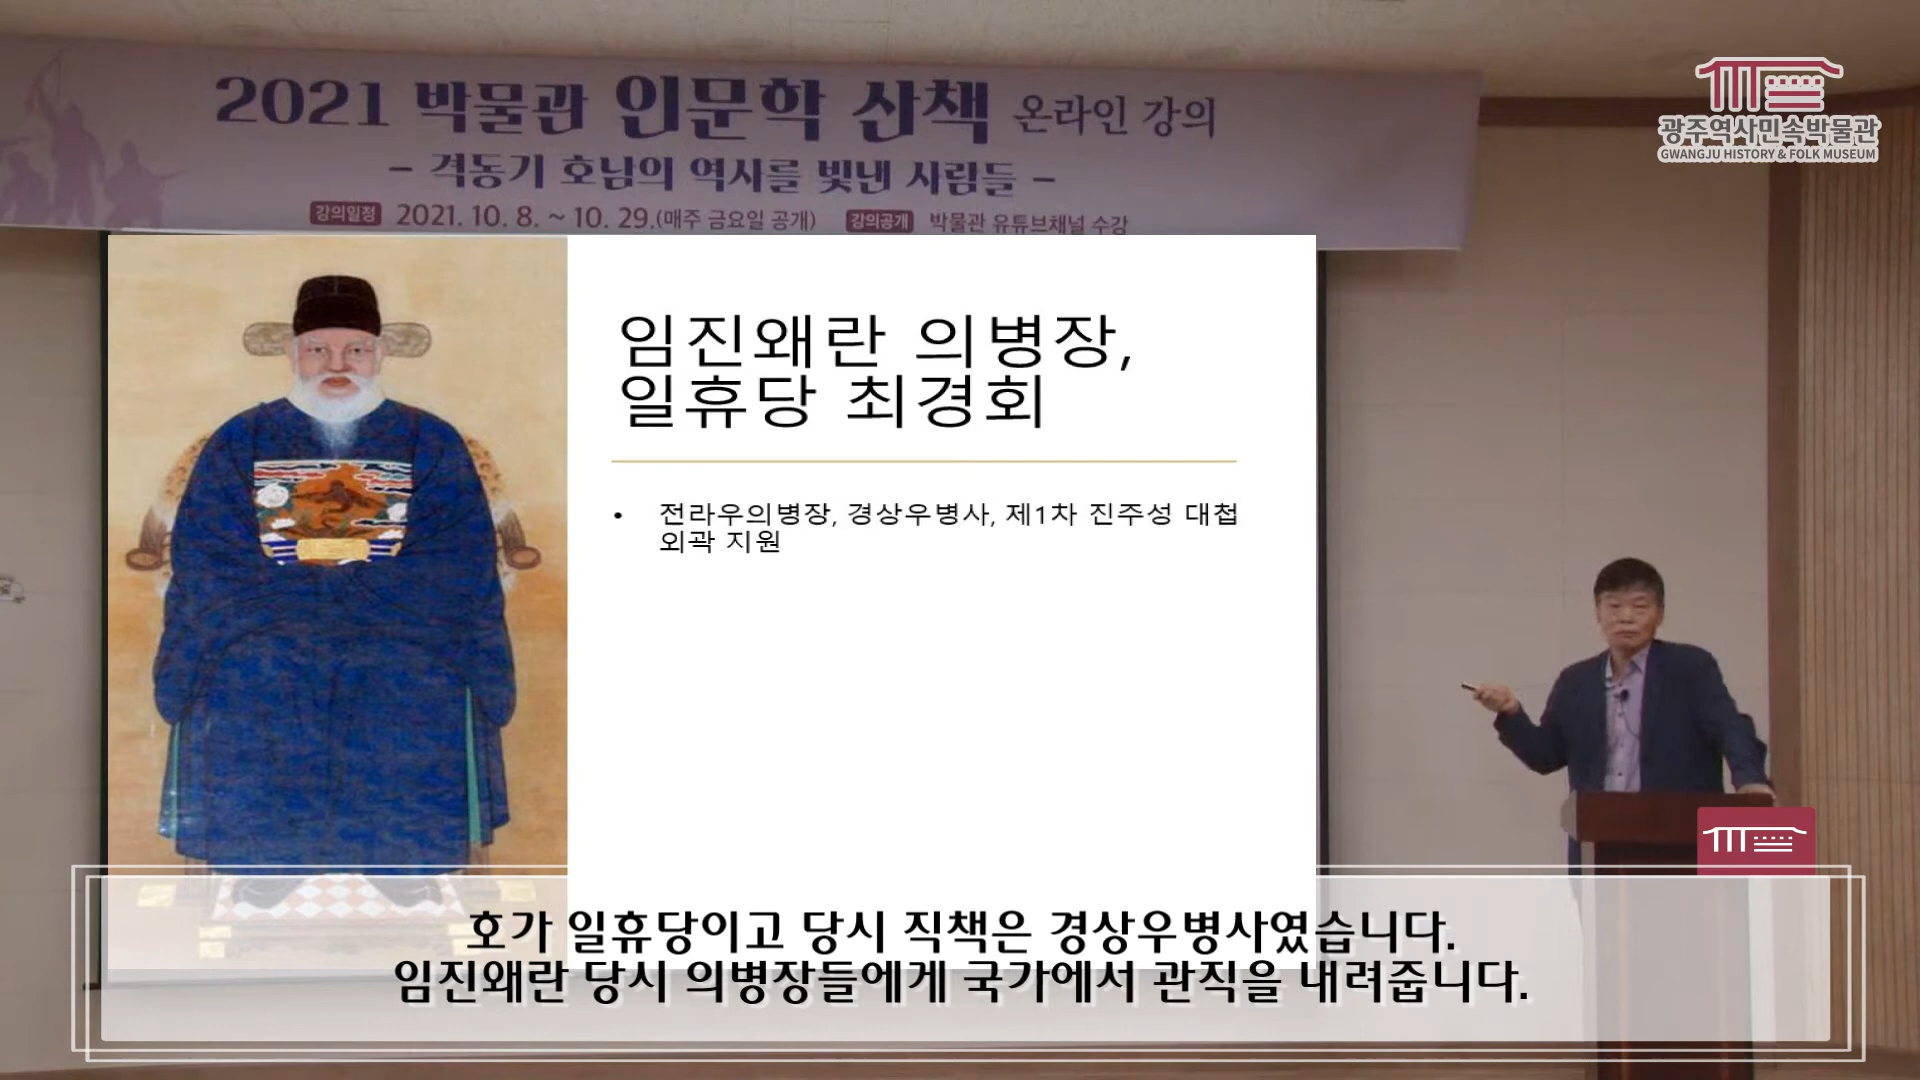 2021 박물관 인문학 산책 온라인 강의
- 격동기 호남의 역사를 빛낸 사람들 -
강의일정 2021. 10. 8. ~ 10. 29.(매주 금요일 공개) 강의공개 박물관 유튜브채널 수강
광주역사민속박물관
GWANGJU HISTORY & FOLK MUSEUM
임진왜란 의병장,
일휴당 최경회
• 전라우의병장, 경상우병사, 제1차 진주성 대첩
외곽 지원
호가 일휴당이고 당시 직책은 경상우병사였습니다.
임진왜란 당시 의병장들에게 국가에서 관직을 내려줍니다.